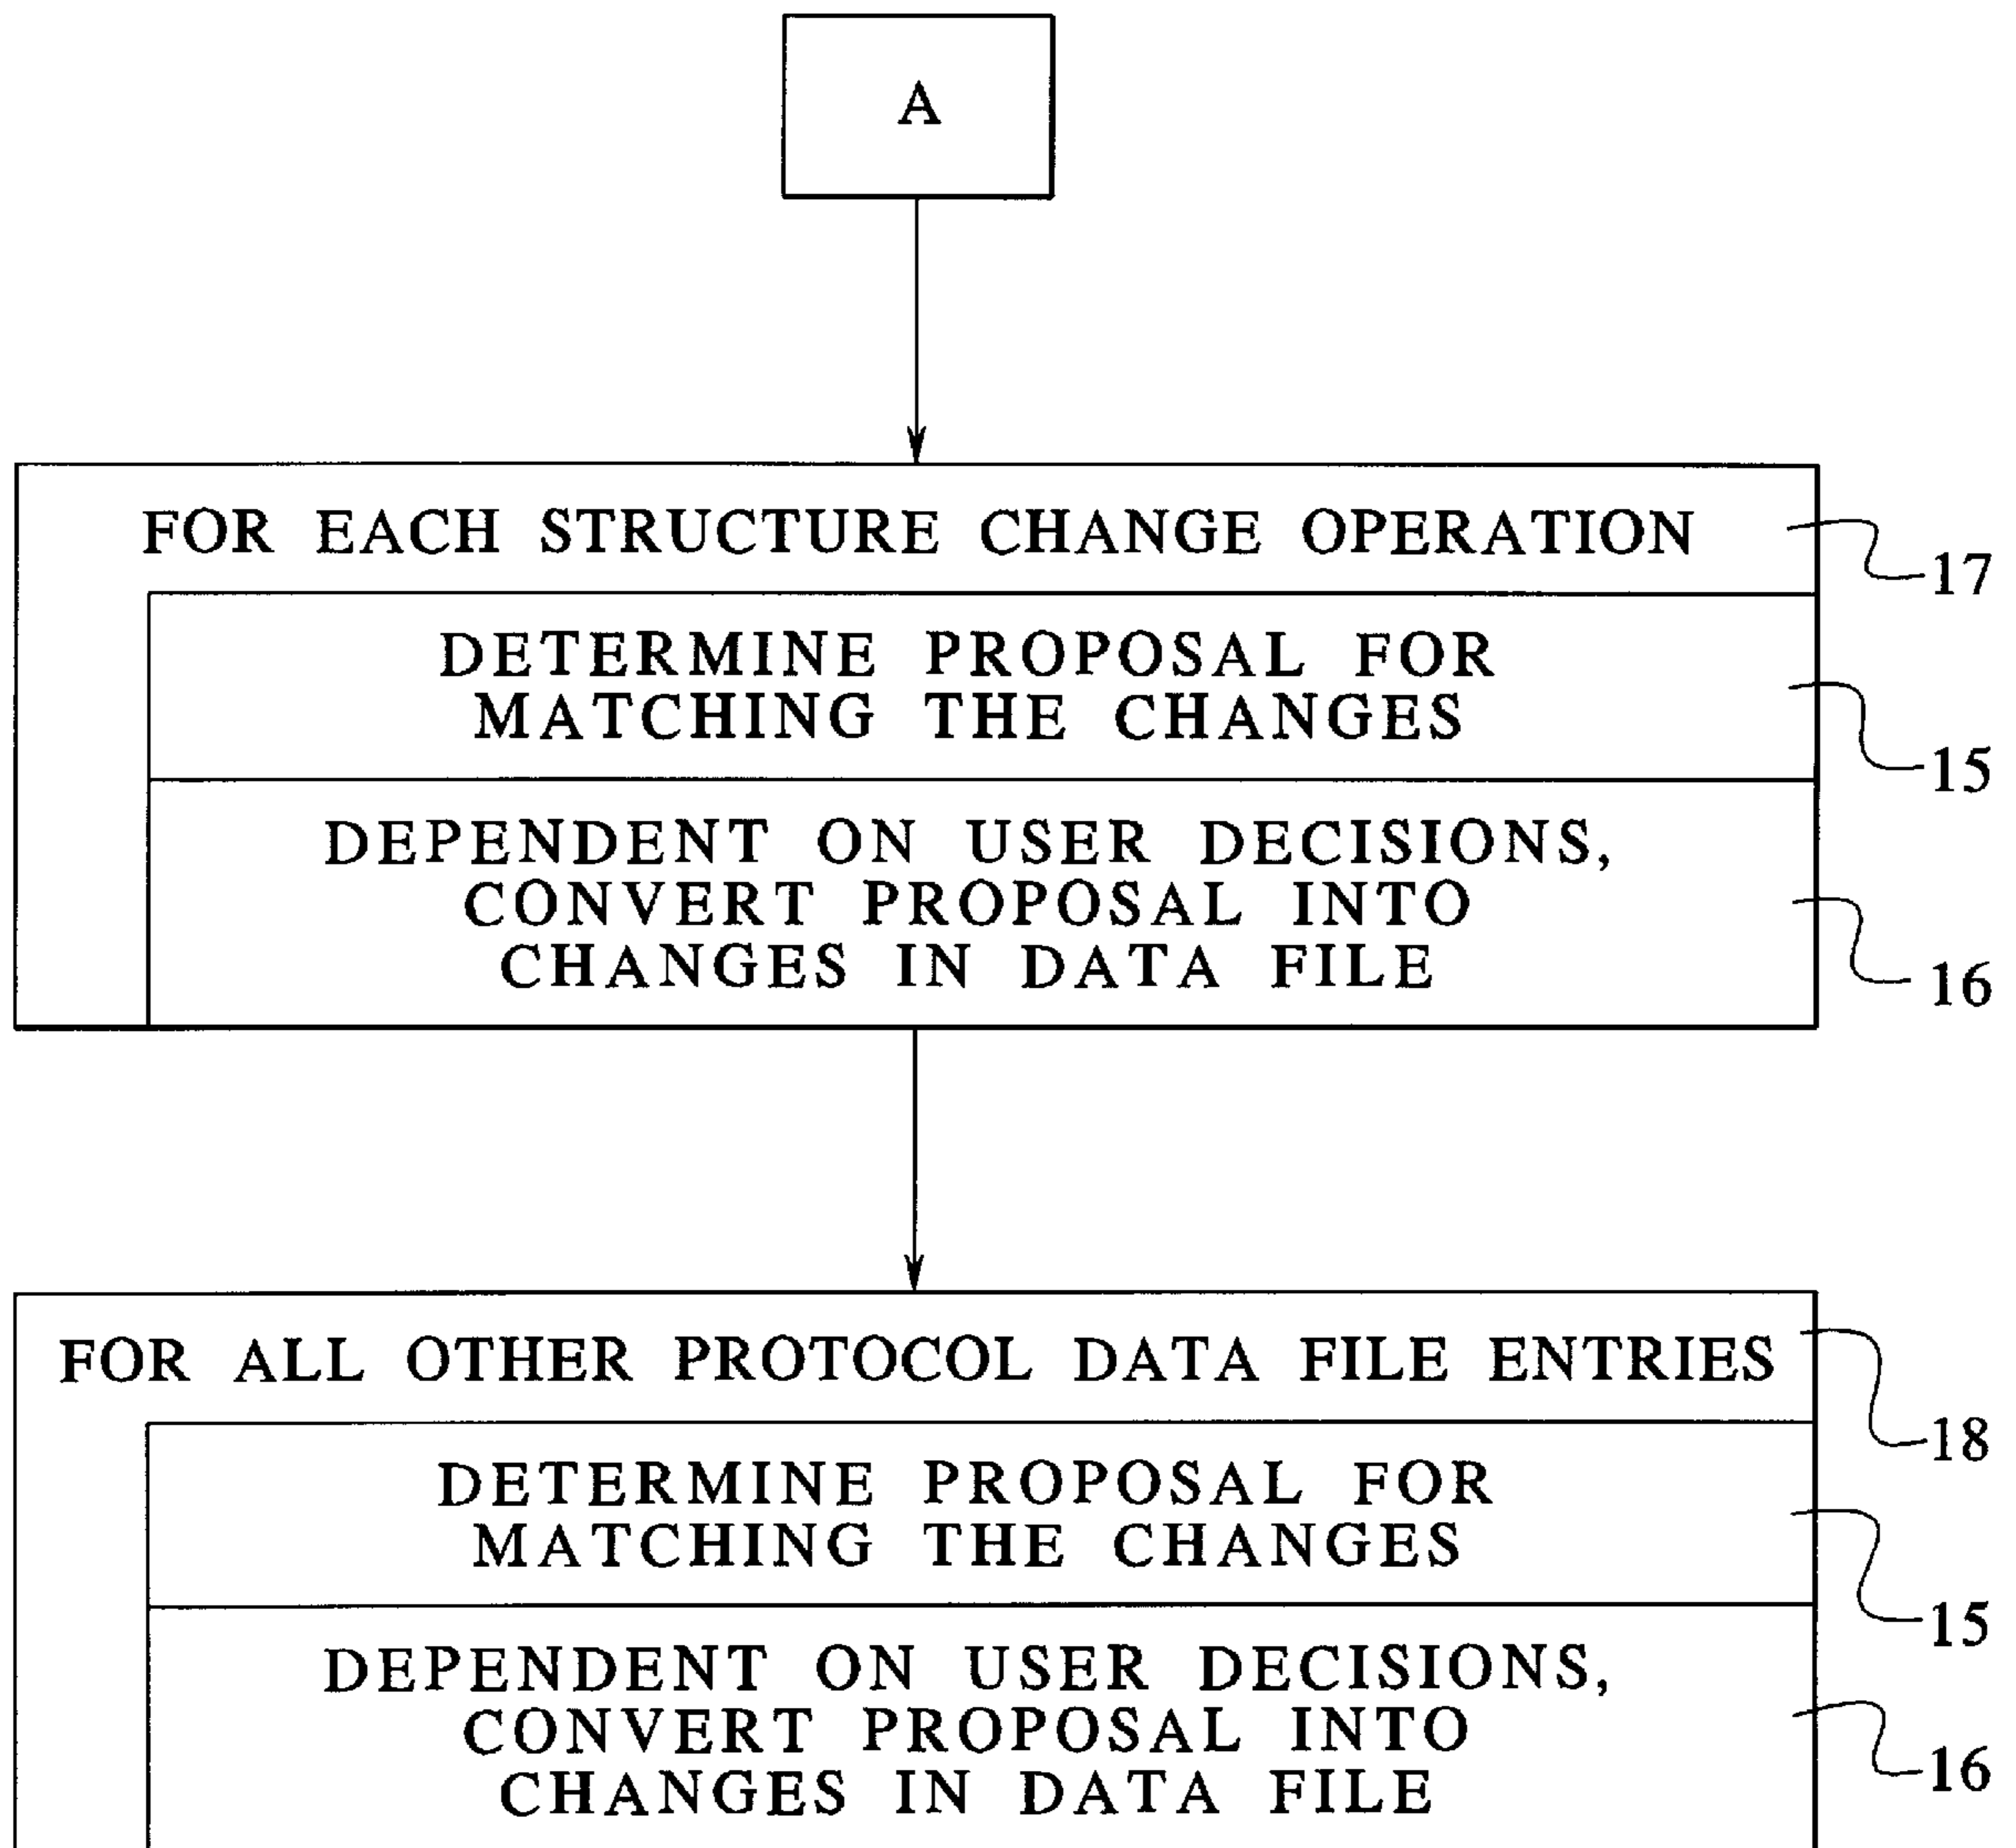 A
FOR EACH STRUCTURE CHANGE OPERATION
17
DETERMINE PROPOSAL FOR
MATCHING THE CHANGES
15
DEPENDENT ON USER DECISIONS,
CONVERT PROPOSAL INTO
CHANGES IN DATA FILE
16
FOR ALL OTHER PROTOCOL DATA FILE ENTRIES
18
DETERMINE PROPOSAL FOR
MATCHING THE CHANGES
15
DEPENDENT ON USER DECISIONS,
CONVERT PROPOSAL INTO
CHANGES IN DATA FILE
16